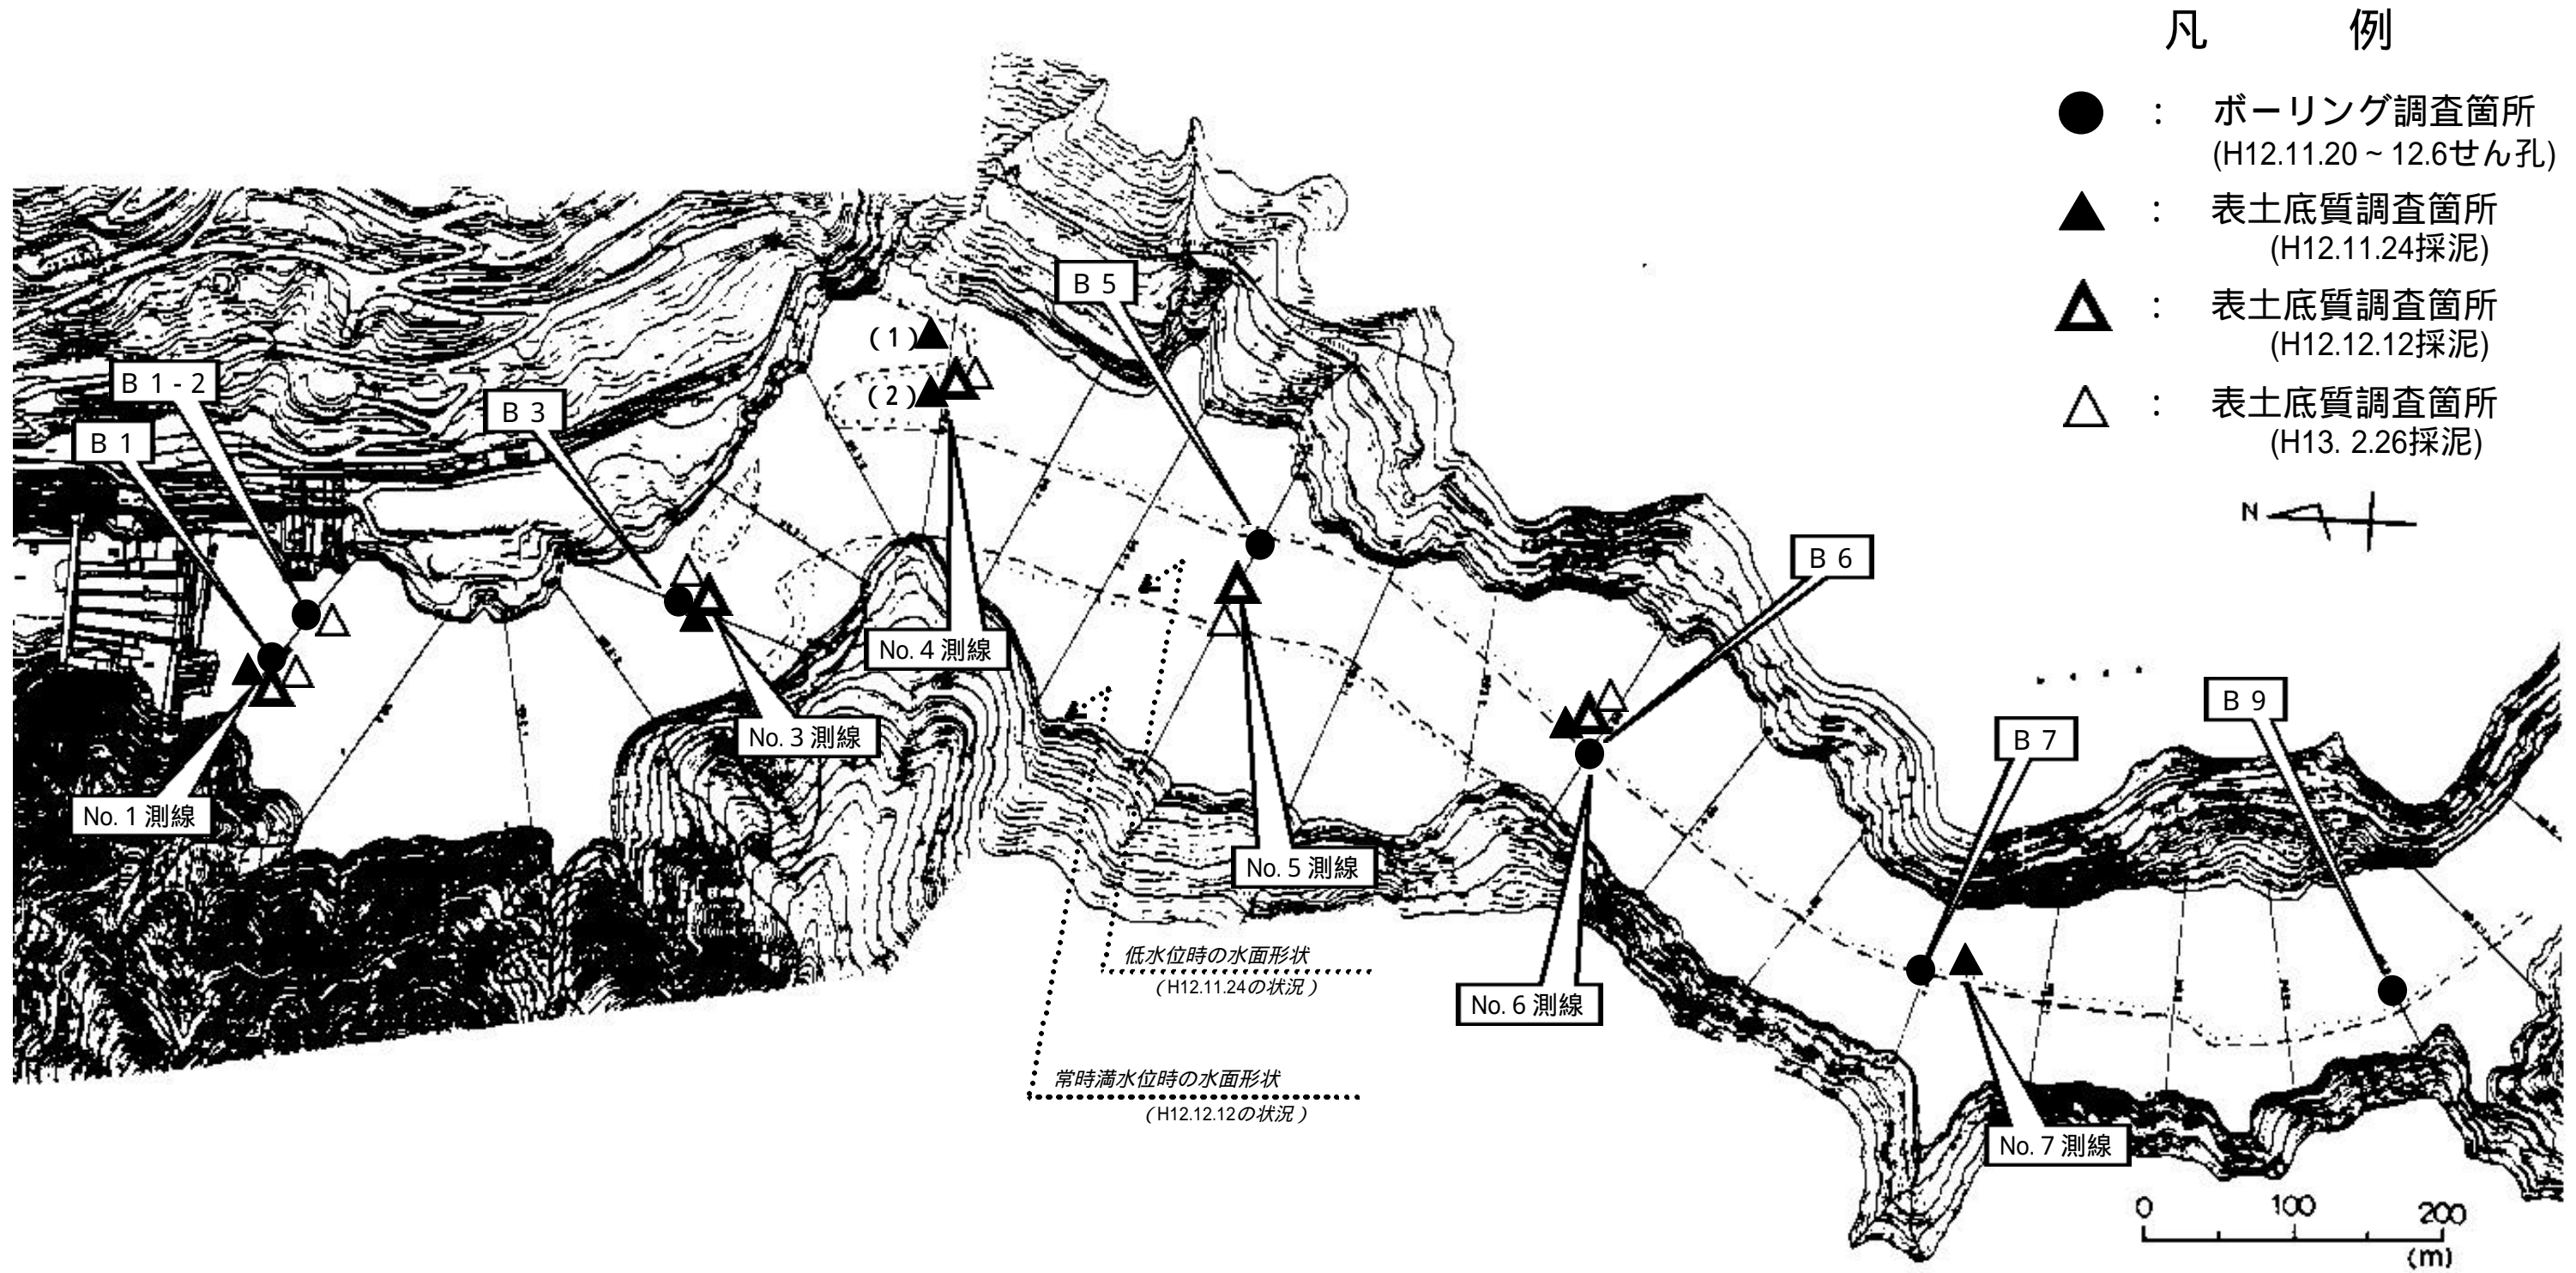 凡 例
● : ボーリング調査箇所
(H12.11.20~12.6せん孔)
▲ : 表土底質調査箇所
(H12.11.24採泥)
△ : 表土底質調査箇所
(H12.12.12採泥)
△ : 表土底質調査箇所
(H13. 2.26採泥)
N
B 5
(1)
(2)
B 1-2
B 3
B 1
B 6
No. 4 測線
B 9
B 7
No. 3 測線
No. 1 測線
No. 5 測線
低水位時の水面形状
(H12.11.24の状況)
No. 6 測線
常時満水位時の水面形状
(H12.12.12の状況)
No. 7 測線
0 100 200
(m)